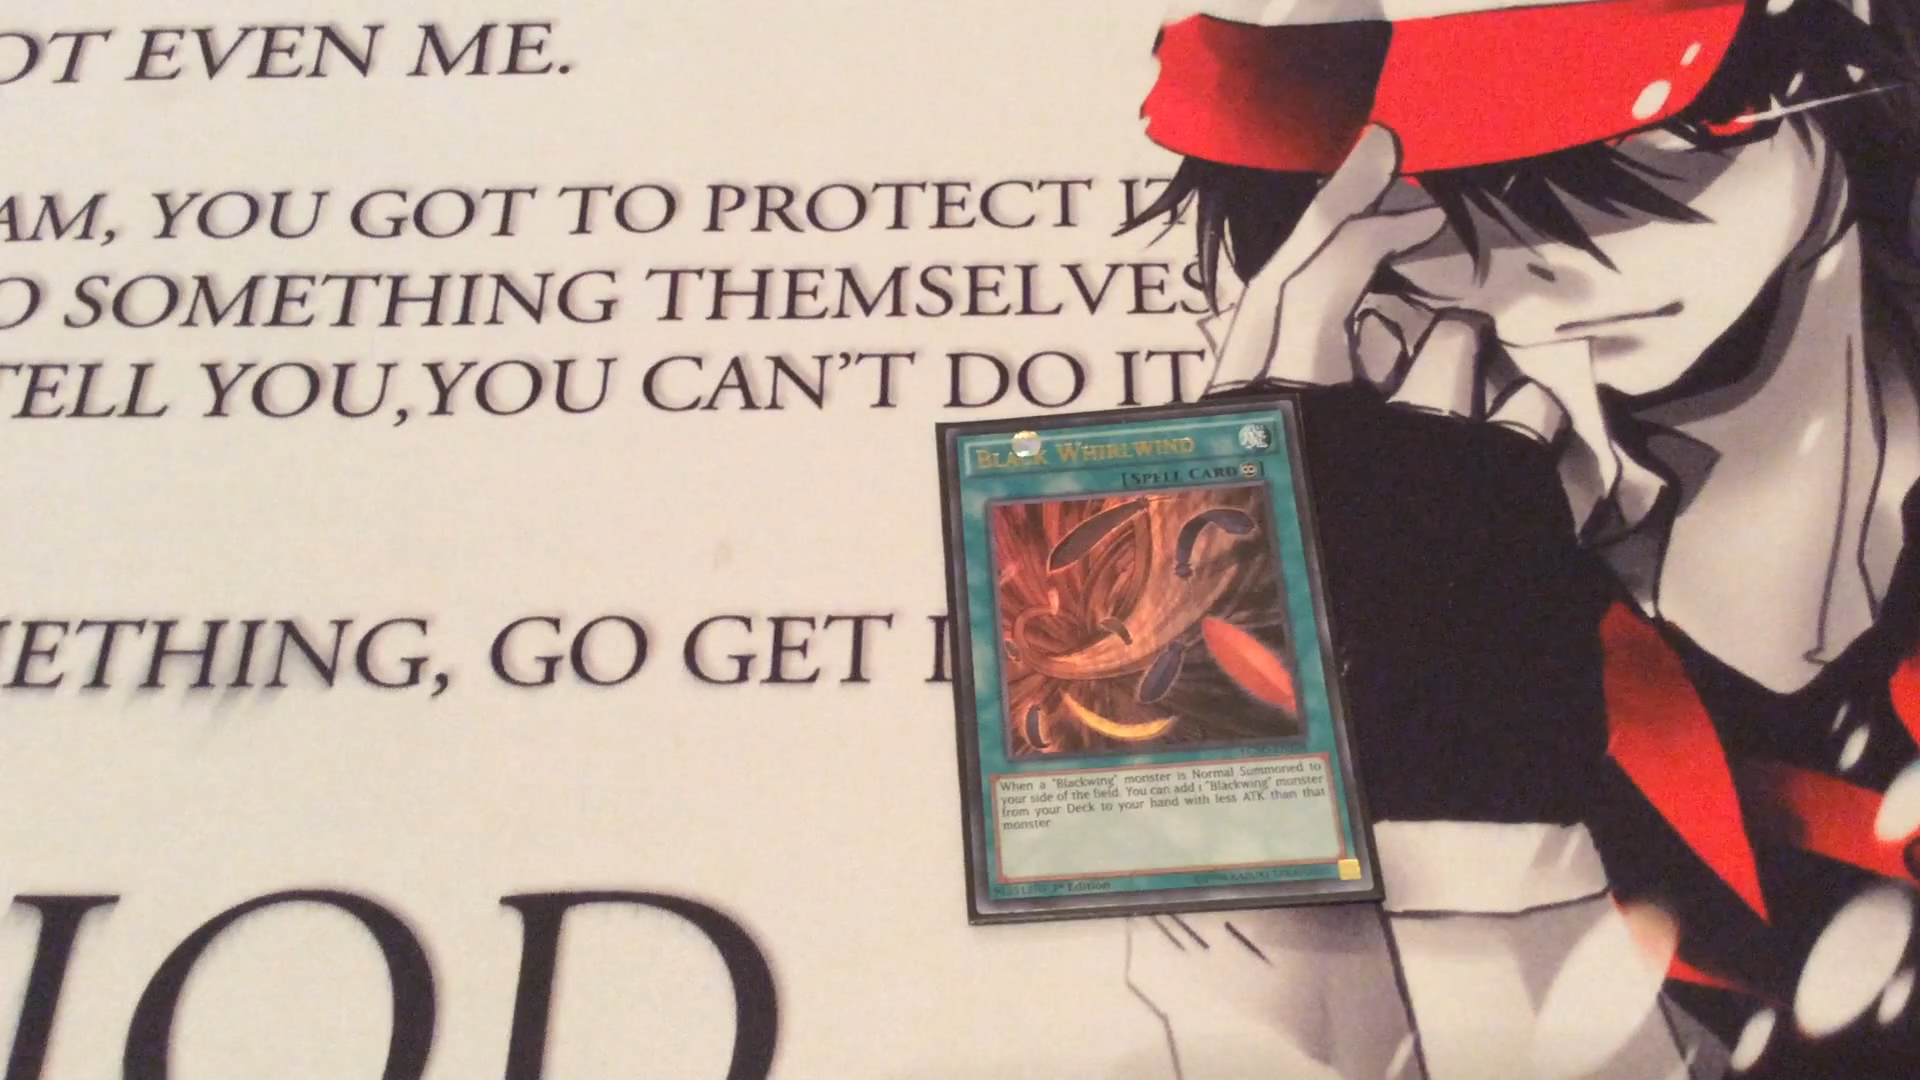 OT EVEN ME.
AM, YOU GOT TO PROTECT IT
O SOMETHING THEMSELVES
TELL YOU, YOU CAN'T DO IT
METHING, GO GET I
IOD
BLACK WHIRLWIND
[SPELL CARD]
When a "Blackwing" monster is Normal Summoned to
your side of the field: You can add 1 "Blackwing" monster
from your Deck to your hand with less ATK than that
monster.
1st Edition